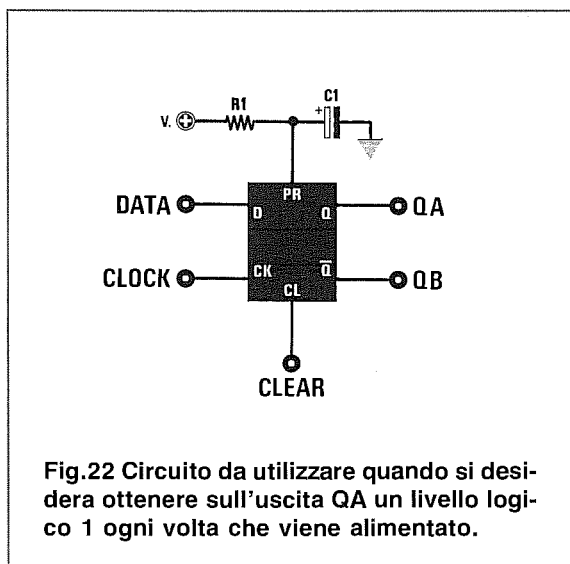 R1
C1
V.
+
DATA
PR
D
Q
QA
CLOCK
CK
Q̅
QB
CL
CLEAR
Fig.22 Circuito da utilizzare quando si desi-
dera ottenere sull'uscita QA un livello logi-
co 1 ogni volta che viene alimentato.